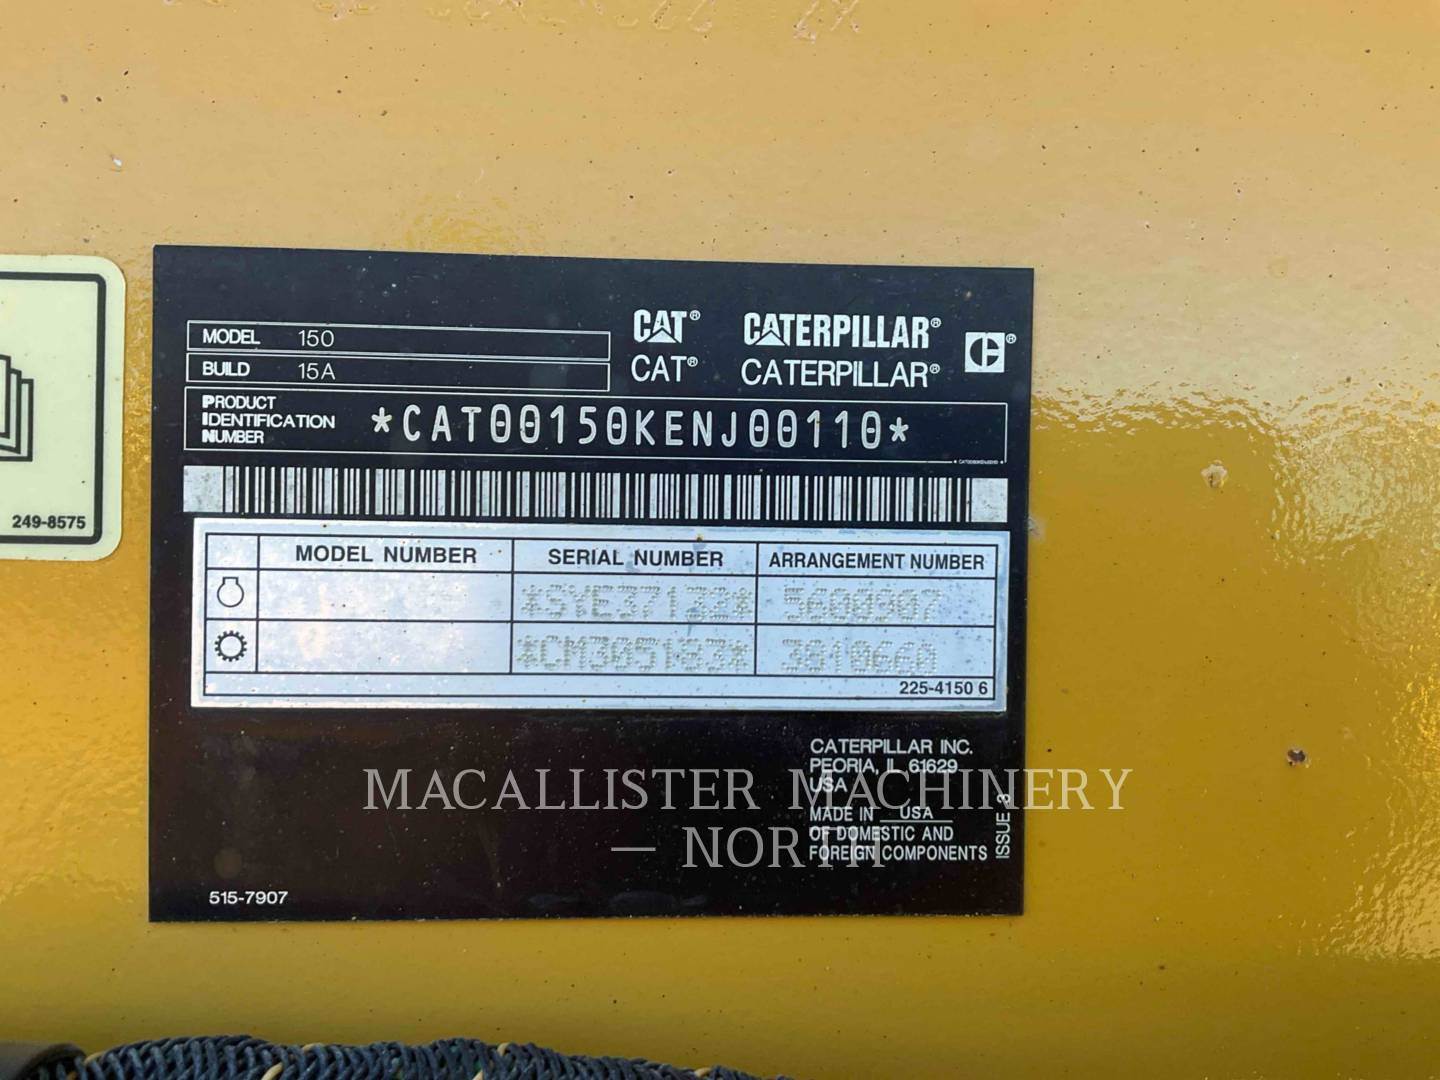 249-8575
MODEL 150
BUILD 15A
CAT® CATERPILLAR® ®
CAT® CATERPILLAR®
PRODUCT
IDENTIFICATION
NUMBER
*CAT00150KENJ00110*
MODEL NUMBER SERIAL NUMBER ARRANGEMENT NUMBER
*SYE37132* 5600907
*CM305183* 381066A
225-4150 6
CATERPILLAR INC.
PEORIA, IL 61629
USA
MADE IN USA
OF DOMESTIC AND
FOREIGN COMPONENTS
ISSUE 3
515-7907
MACALLISTER MACHINERY
— NORTH